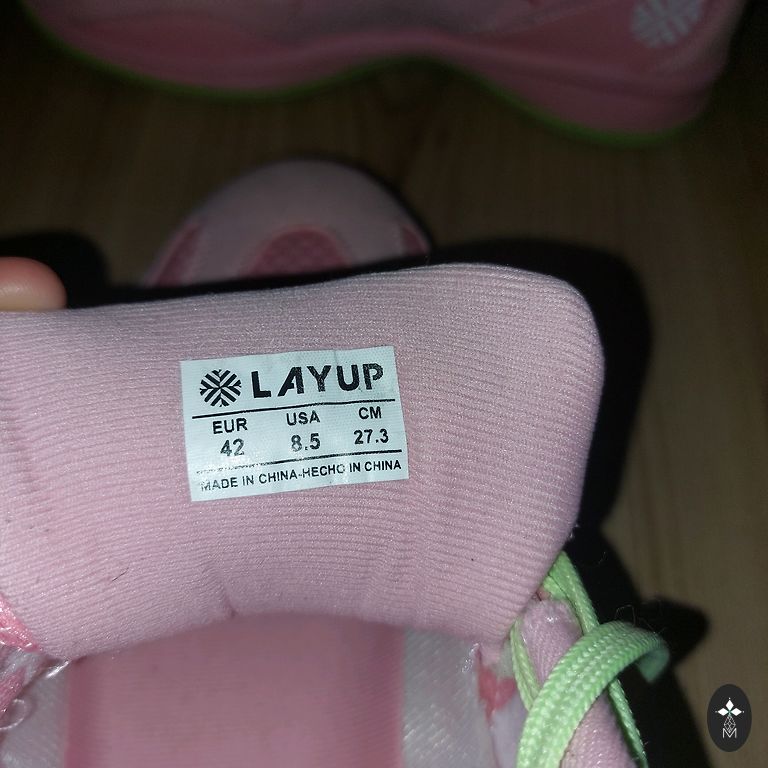 LAYUP
EUR USA CM
42 8.5 27.3
MADE IN CHINA-HECHO IN CHINA
M